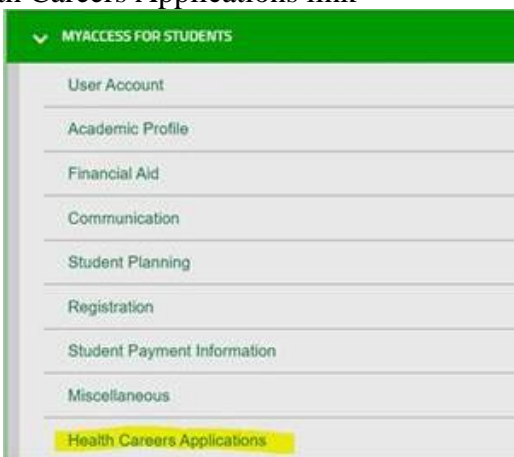 Careers Applications link
MYACCESS FOR STUDENTS
User Account
Academic Profile
Financial Aid
Communication
Student Planning
Registration
Student Payment Information
Miscellaneous
Health Careers Applications